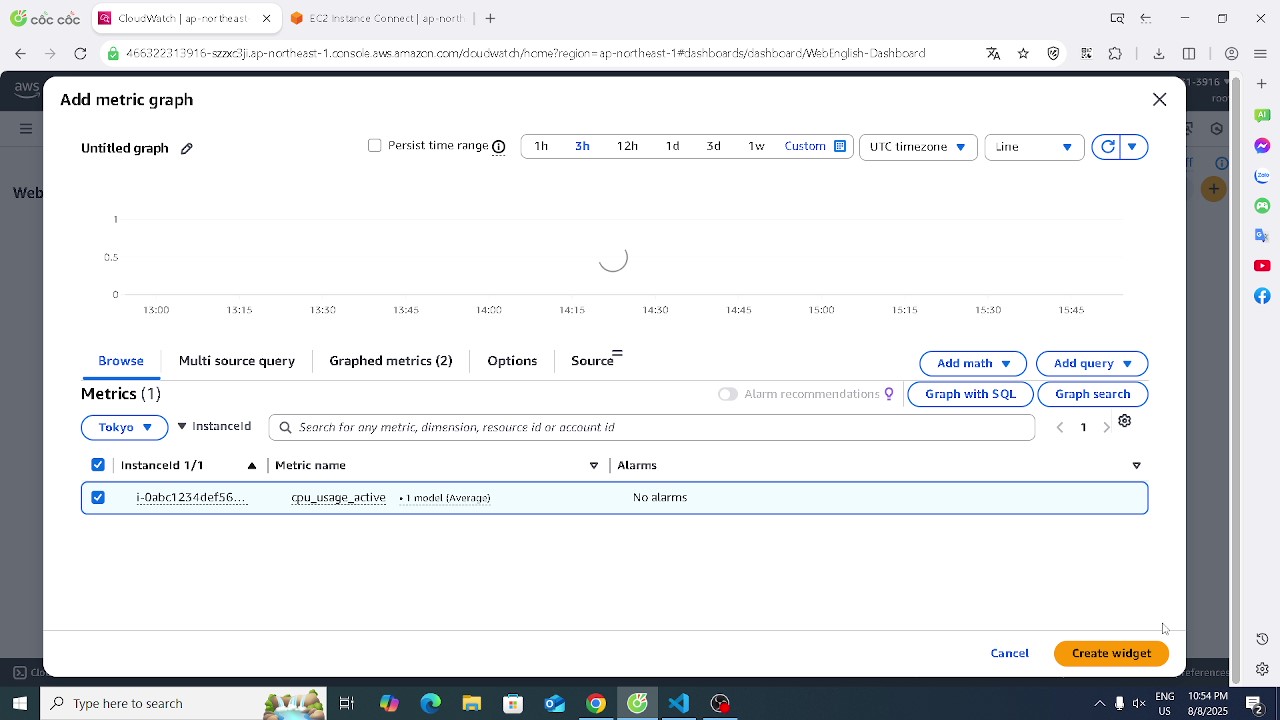 cốc cốc
CloudWatch | ap-northeast-
EC2 Instance Connect | ap-north
466322313916-szzxd3jp.ap-northeast-1.console.aws.amazon.com/cloudwatch/home?region=ap-northeast-1#dashboards/dashboard/WebEnglish-Dashboard
aws
Add metric graph
Untitled graph
Persist time range
1h 3h 12h 1d 3d 1w Custom
UTC timezone
Line
Web
1
0.5
0
13:00 13:15 13:30 13:45 14:00 14:15 14:30 14:45 15:00 15:15 15:30 15:45
Browse
Multi source query
Graphed metrics (2)
Options
Source
Add math
Add query
Metrics (1)
Alarm recommendations
Graph with SQL
Graph search
Tokyo
InstanceId
Search for any metric, dimension, resource id or account id
1
InstanceId 1/1
Metric name
Alarms
i-0abc1234def56...
cpu_usage_active
• 1 model (Average)
No alarms
Cancel
Create widget
Type here to search
ENG
US
10:54 PM
8/8/2025
2
Zalo
AI